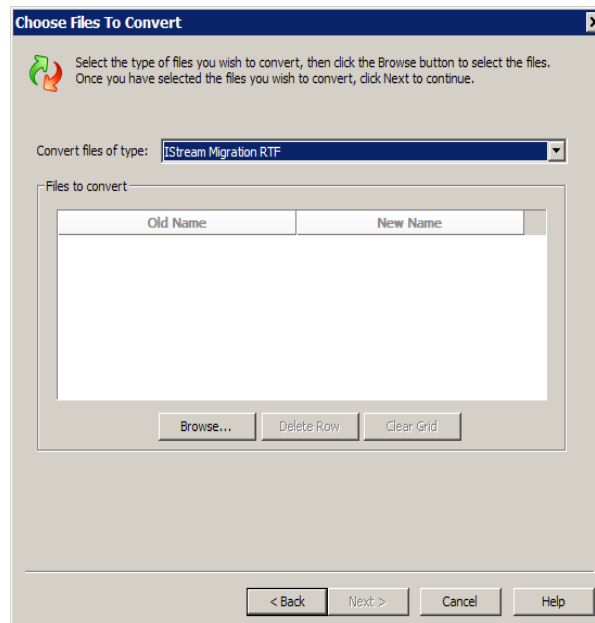 Choose Files To Convert
Select the type of files you wish to convert, then click the Browse button to select the files.
Once you have selected the files you wish to convert, click Next to continue.
Convert files of type: IStream Migration RTF
Files to convert
Old Name New Name
Browse... Delete Row Clear Grid
< Back Next > Cancel Help